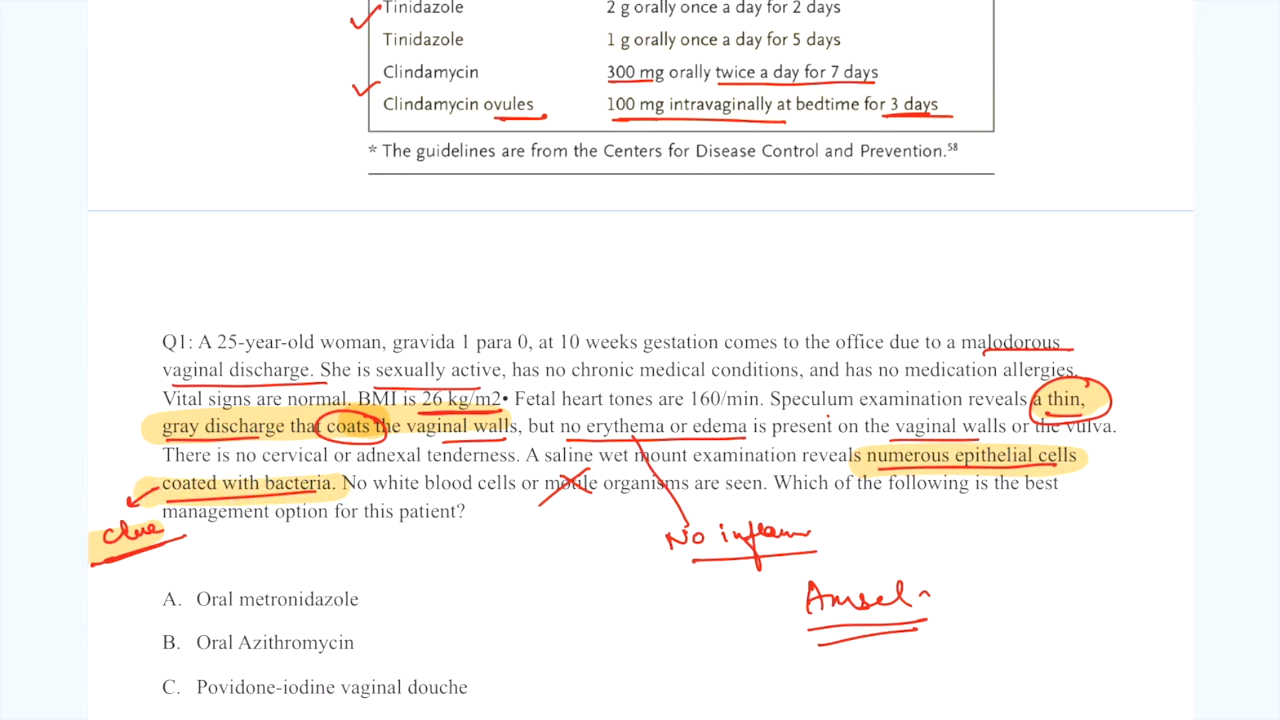 Tinidazole 2 g orally once a day for 2 days
Tinidazole 1 g orally once a day for 5 days
Clindamycin 300 mg orally twice a day for 7 days
Clindamycin ovules 100 mg intravaginally at bedtime for 3 days
* The guidelines are from the Centers for Disease Control and Prevention.58
Q1: A 25-year-old woman, gravida 1 para 0, at 10 weeks gestation comes to the office due to a malodorous
vaginal discharge. She is sexually active, has no chronic medical conditions, and has no medication allergies.
Vital signs are normal. BMI is 26 kg/m2• Fetal heart tones are 160/min. Speculum examination reveals a thin,
gray discharge that coats the vaginal walls, but no erythema or edema is present on the vaginal walls or the vulva.
There is no cervical or adnexal tenderness. A saline wet mount examination reveals numerous epithelial cells
coated with bacteria. No white blood cells or motile organisms are seen. Which of the following is the best
management option for this patient?
clue
No inflam
Amsel
A. Oral metronidazole
B. Oral Azithromycin
C. Povidone-iodine vaginal douche